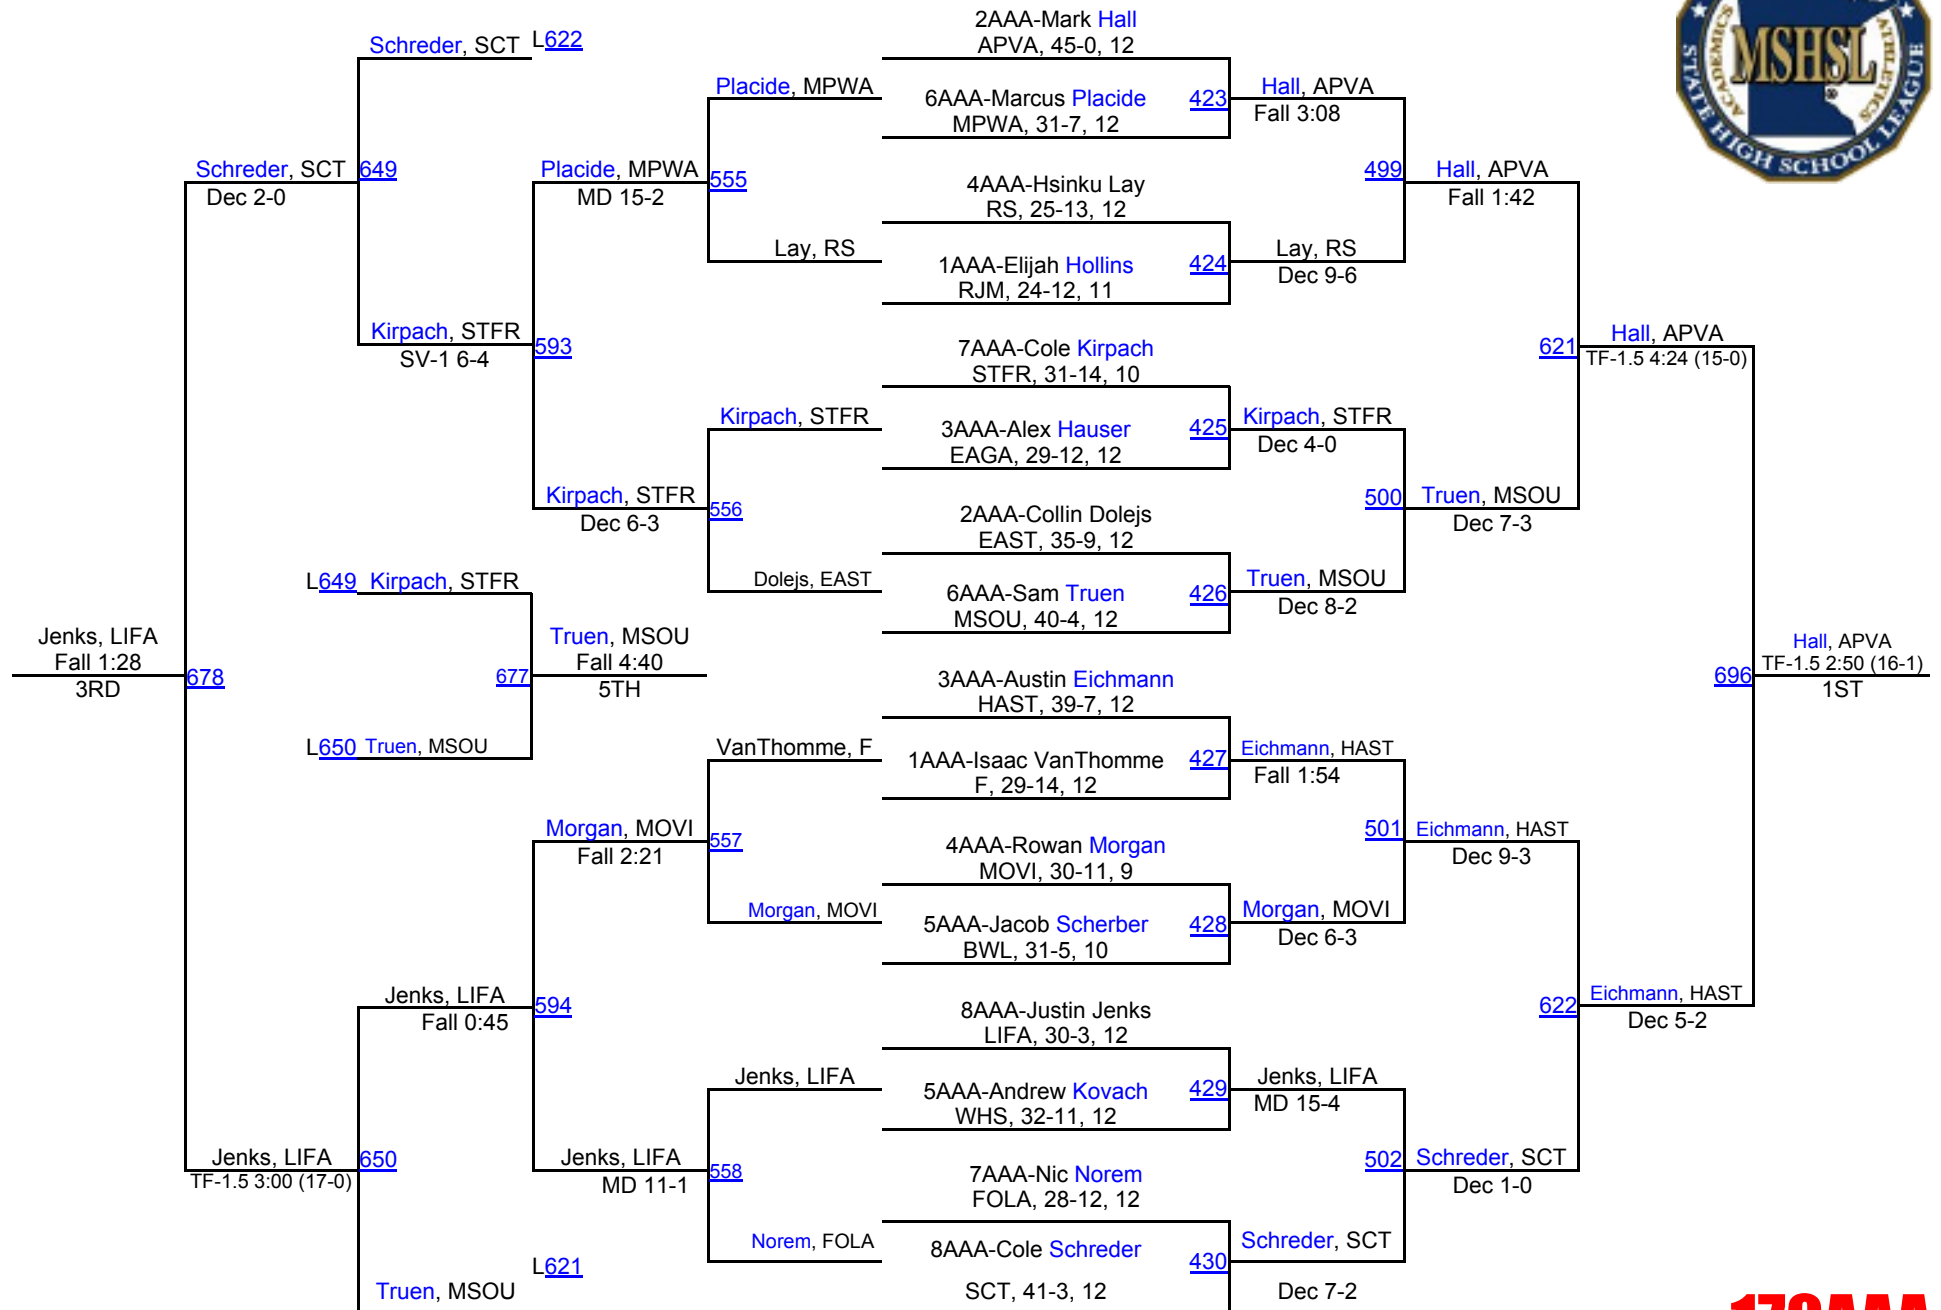 2AAA-Mark Hall
APVA, 45-0, 12
Schreder, SCT L622
MSHSL
ACADEMICS
ATHLETICS
STATE HIGH SCHOOL LEAGUE
®
Placide, MPWA
6AAA-Marcus Placide 423
MPWA, 31-7, 12
Hall, APVA
Fall 3:08
Schreder, SCT 649
Dec 2-0
Placide, MPWA 555
MD 15-2
4AAA-Hsinku Lay
RS, 25-13, 12
499 Hall, APVA
Fall 1:42
Lay, RS
1AAA-Elijah Hollins 424
RJM, 24-12, 11
Lay, RS
Dec 9-6
Kirpach, STFR 593
SV-1 6-4
7AAA-Cole Kirpach
STFR, 31-14, 10
621 Hall, APVA
TF-1.5 4:24 (15-0)
Kirpach, STFR
3AAA-Alex Hauser 425
EAGA, 29-12, 12
Kirpach, STFR
Dec 4-0
Kirpach, STFR 556
Dec 6-3
2AAA-Collin Dolejs
EAST, 35-9, 12
500 Truen, MSOU
Dec 7-3
L649 Kirpach, STFR
Dolejs, EAST
6AAA-Sam Truen 426
MSOU, 40-4, 12
Truen, MSOU
Dec 8-2
Jenks, LIFA
Fall 1:28
3RD
678
677
Truen, MSOU
Fall 4:40
5TH
3AAA-Austin Eichmann
HAST, 39-7, 12
696
Hall, APVA
TF-1.5 2:50 (16-1)
1ST
L650 Truen, MSOU
VanThomme, F
1AAA-Isaac VanThomme 427
F, 29-14, 12
Eichmann, HAST
Fall 1:54
Morgan, MOVI 557
Fall 2:21
4AAA-Rowan Morgan
MOVI, 30-11, 9
501 Eichmann, HAST
Dec 9-3
Morgan, MOVI
5AAA-Jacob Scherber 428
BWL, 31-5, 10
Morgan, MOVI
Dec 6-3
Jenks, LIFA 594
Fall 0:45
8AAA-Justin Jenks
LIFA, 30-3, 12
622 Eichmann, HAST
Dec 5-2
Jenks, LIFA
5AAA-Andrew Kovach 429
WHS, 32-11, 12
Jenks, LIFA
MD 15-4
Jenks, LIFA 650
TF-1.5 3:00 (17-0)
Jenks, LIFA 558
MD 11-1
7AAA-Nic Norem
FOLA, 28-12, 12
502 Schreder, SCT
Dec 1-0
Norem, FOLA
8AAA-Cole Schreder 430
SCT, 41-3, 12
Schreder, SCT
Dec 7-2
L621
Truen, MSOU